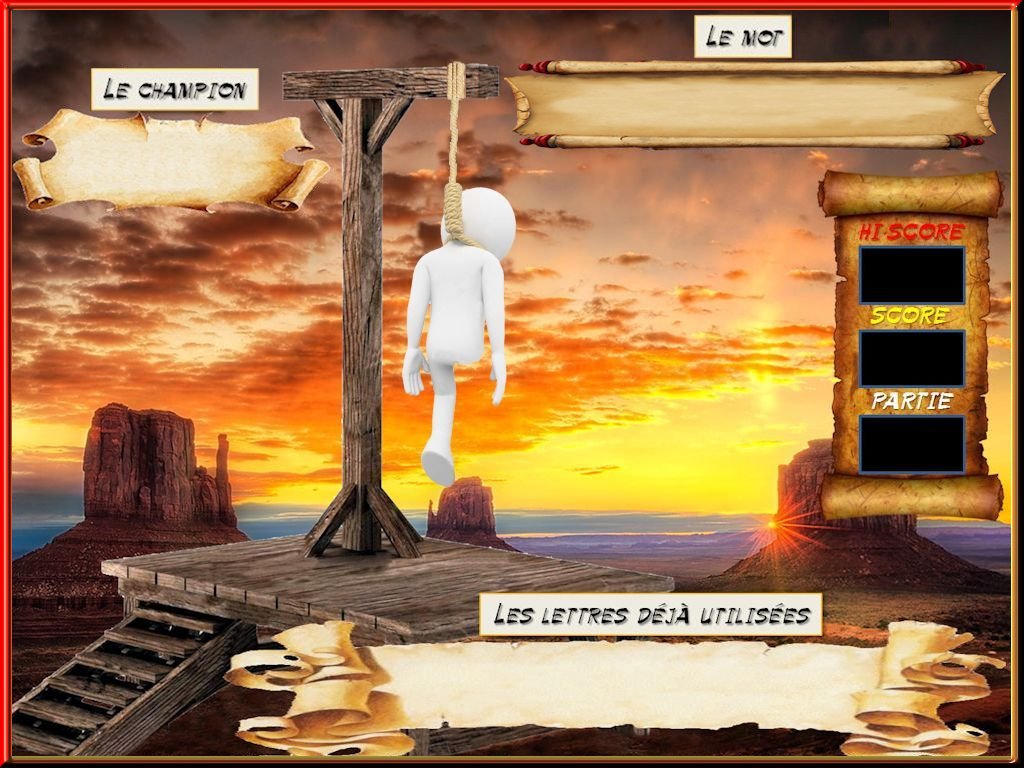 Le mot
Le champion
Hi-Score
Score
Partie
Les lettres déjà utilisées